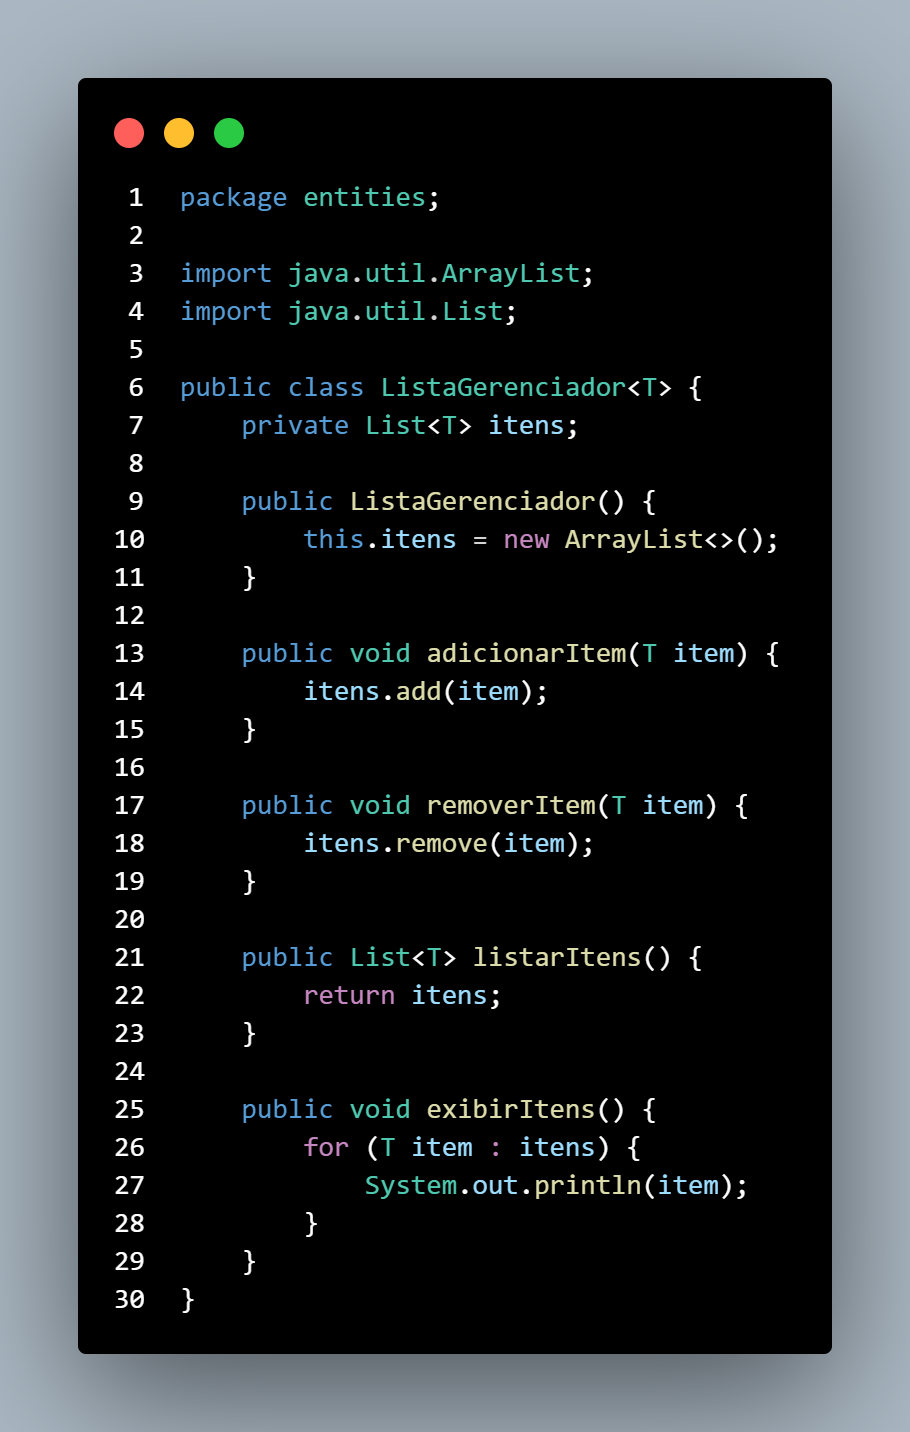 1 package entities;
2
3 import java.util.ArrayList;
4 import java.util.List;
5
6 public class ListaGerenciador<T> {
7     private List<T> itens;
8
9     public ListaGerenciador() {
10         this.itens = new ArrayList<>();
11     }
12
13     public void adicionarItem(T item) {
14         itens.add(item);
15     }
16
17     public void removerItem(T item) {
18         itens.remove(item);
19     }
20
21     public List<T> listarItens() {
22         return itens;
23     }
24
25     public void exibirItens() {
26         for (T item : itens) {
27             System.out.println(item);
28         }
29     }
30 }